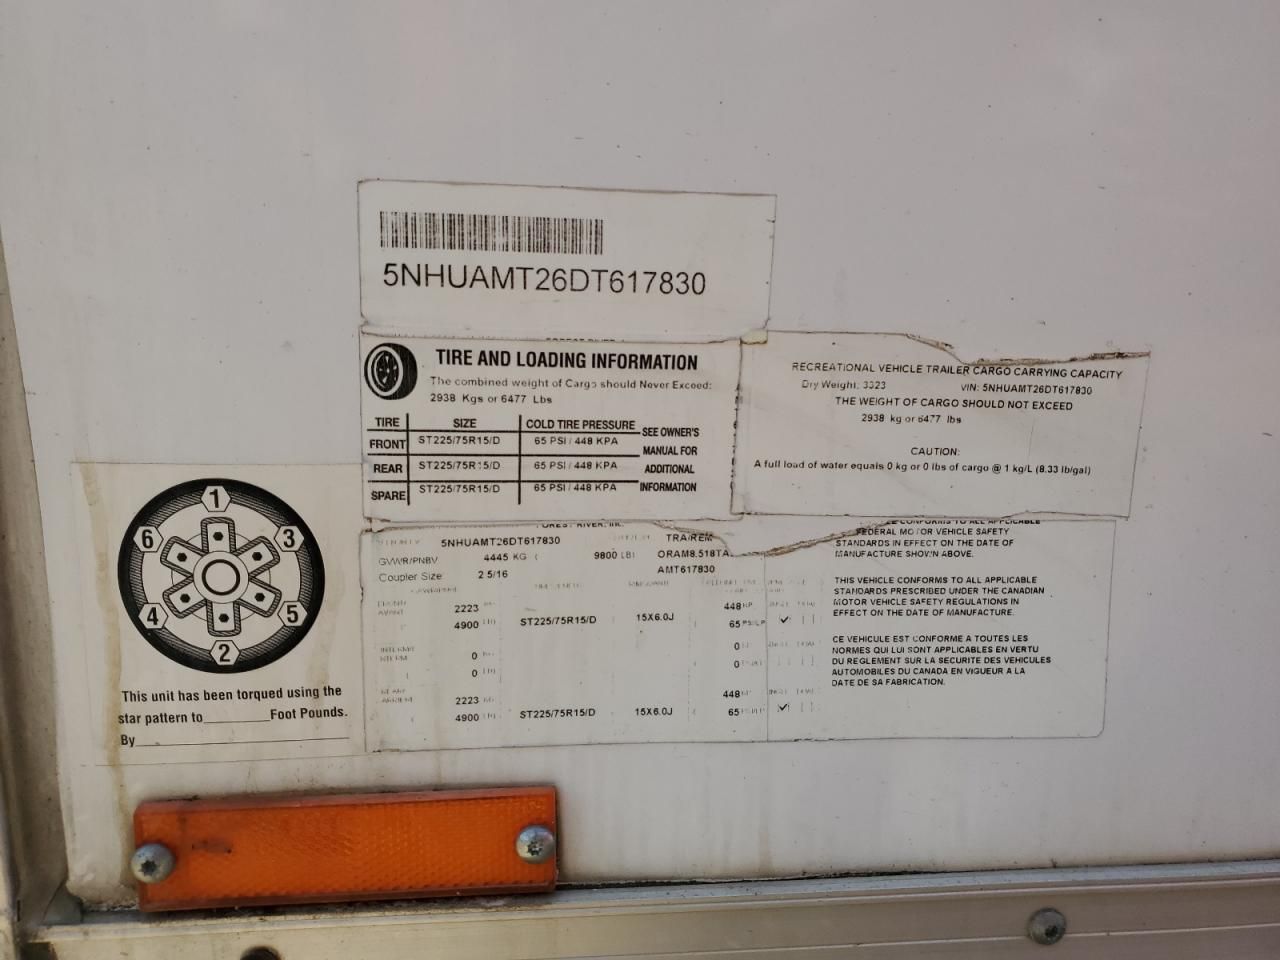 5NHUAMT26DT617830
TIRE AND LOADING INFORMATION
The combined weight of Cargo should Never Exceed:
2938 Kgs or 6477 Lbs
TIRE SIZE COLD TIRE PRESSURE
FRONT ST225/75R15/D 65 PSI / 448 KPA
REAR ST225/75R15/D 65 PSI / 448 KPA
SPARE ST225/75R15/D 65 PSI / 448 KPA
SEE OWNER'S
MANUAL FOR
ADDITIONAL
INFORMATION
RECREATIONAL VEHICLE TRAILER CARGO CARRYING CAPACITY
Dry Weight: 3323 VIN: 5NHUAMT26DT617830
THE WEIGHT OF CARGO SHOULD NOT EXCEED
2938 kg or 6477 lbs
CAUTION:
A full load of water equals 0 kg or 0 lbs of cargo @ 1 kg/L (8.33 lb/gal)
1
6 3
4 5
2
This unit has been torqued using the
star pattern to Foot Pounds.
By
5NHUAMT26DT617830 TRA/REM
GVWR/PNBV 4445 KG ( 9800 LB) ORAM8.518TA
Coupler Size: 2 5/16 AMT617830
2223 448
4900 ST225/75R15/D 15X6.0J 65
0 0
0 0
2223 448
4900 ST225/75R15/D 15X6.0J 65
CONFORMS TO ALL APPLICABLE
FEDERAL MOTOR VEHICLE SAFETY
STANDARDS IN EFFECT ON THE DATE OF
MANUFACTURE SHOWN ABOVE.
THIS VEHICLE CONFORMS TO ALL APPLICABLE
STANDARDS PRESCRIBED UNDER THE CANADIAN
MOTOR VEHICLE SAFETY REGULATIONS IN
EFFECT ON THE DATE OF MANUFACTURE.
CE VEHICULE EST CONFORME A TOUTES LES
NORMES QUI LUI SONT APPLICABLES EN VERTU
DU REGLEMENT SUR LA SECURITE DES VEHICULES
AUTOMOBILES DU CANADA EN VIGUEUR A LA
DATE DE SA FABRICATION.